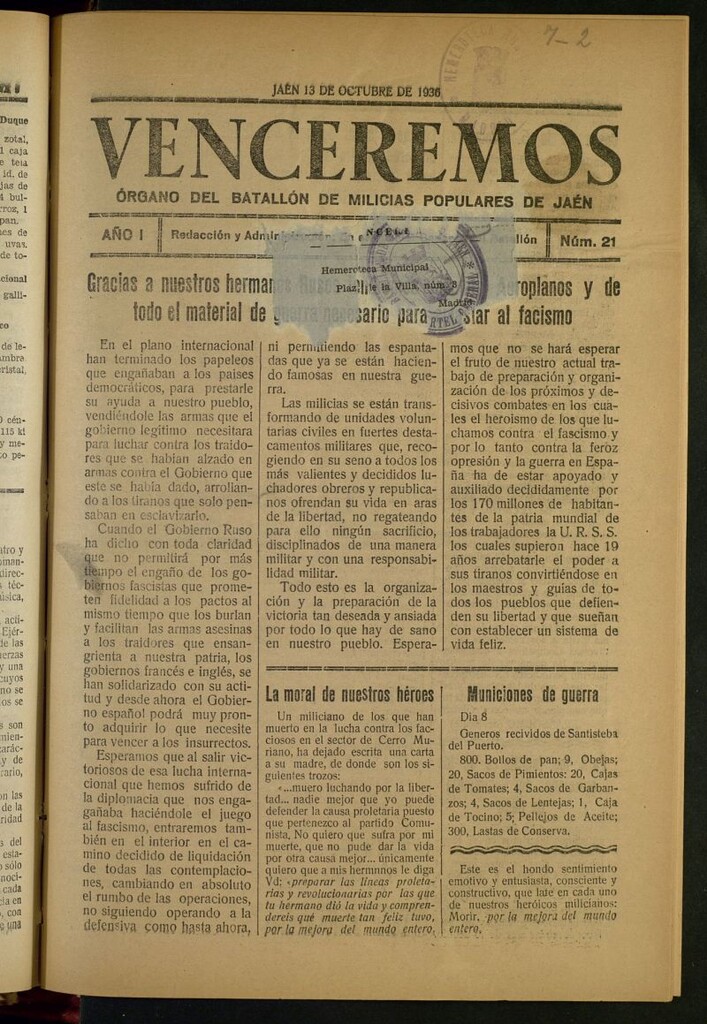 7-2
JAÉN 13 DE OCTUBRE DE 1936
VENCEREMOS
ÓRGANO DEL BATALLÓN DE MILICIAS POPULARES DE JAÉN
AÑO I
Redacción y Admini
llón
Núm. 21
Hemeroteca Municipal
Plaza de la Villa, núm. 3
Madrid
Gracias a nuestros herman Aeroplanos y de
todo el material de guerra necesario para star al facismo
En el plano internacional
han terminado los papeleos
que engañaban a los paises
democráticos, para prestarle
su ayuda a nuestro pueblo,
vendiéndole las armas que el
gobierno legítimo necesitara
para luchar contra los traido-
res que se habían alzado en
armas contra el Gobierno que
este se había dado, arrollan-
do a los tiranos que solo pen-
saban en esclavizarlo.
Cuando el Gobierno Ruso
ha dicho con toda claridad
que no permitirá por más
tiempo el engaño de los go-
biernos fascistas que prome-
ten fidelidad a los pactos al
mismo tiempo que los burlan
y facilitan las armas asesinas
a los traidores que ensan-
grienta a nuestra patria, los
gobiernos francés e inglés, se
han solidarizado con su acti-
tud y desde ahora el Gobier-
no español podrá muy pron-
to adquirir lo que necesite
para vencer a los insurrectos.
Esperamos que al salir vic-
toriosos de esa lucha interna-
cional que hemos sufrido de
la diplomacia que nos enga-
gañaba haciéndole el juego
al fascismo, entraremos tam-
bién en el interior en el ca-
mino decidido de liquidación
de todas las contemplacio-
nes, cambiando en absoluto
el rumbo de las operaciones,
no siguiendo operando a la
defensiva como hasta ahora,
ni permitiendo las espanta-
das que ya se están hacien-
do famosas en nuestra gue-
rra.
Las milicias se están trans-
formando de unidades volun-
tarias civiles en fuertes desta-
camentos militares que, reco-
giendo en su seno a todos los
más valientes y decididos lu-
chadores obreros y republica-
nos ofrendan su vida en aras
de la libertad, no regateando
para ello ningún sacrificio,
disciplinados de una manera
militar y con una responsabi-
lidad militar.
Todo esto es la organiza-
ción y la preparación de la
victoria tan deseada y ansiada
por todo lo que hay de sano
en nuestro pueblo. Espera-
mos que no se hará esperar
el fruto de nuestro actual tra-
bajo de preparación y organi-
zación de los próximos y de-
cisivos combates en los cua-
les el heroismo de los que lu-
chamos contra el fascismo y
por lo tanto contra la feroz
opresión y la guerra en Espa-
ña ha de estar apoyado y
auxiliado decididamente por
los 170 millones de habitan-
tes de la patria mundial de
los trabajadores la U. R. S. S.
los cuales supieron hace 19
años arrebatarle el poder a
sus tiranos convirtiéndose en
los maestros y guias de to-
dos los pueblos que defien-
den su libertad y que sueñan
con establecer un sistema de
vida feliz.
La moral de nuestros héroes
Un miliciano de los que han
muerto en la lucha contra los fac-
ciosos en el sector de Cerro Mu-
riano, ha dejado escrita una carta
a su madre, de donde son los si-
guientes trozos:
«...muero luchando por la liber-
tad... nadie mejor que yo puede
defender la causa proletaria puesto
que pertenezco al partido Comu-
nista. No quiero que sufra por mi
muerte, que no pude dar la vida
por otra causa mejor... únicamente
quiero que a mis hermnnos le diga
Vd: «preparar las lineas proleta-
rias y revolucionarias por las que
tu hermano dió la vida y compren-
dereis qué muerte tan feliz tuvo,
por la mejora del mundo entero.
Municiones de guerra
Dia 8
Generos recividos de Santisteba
del Puerto.
800. Bollos de pan; 9, Obejas;
20, Sacos de Pimientos: 20, Cajas
de Tomates; 4, Sacos de Garban-
zos; 4, Sacos de Lentejas; 1, Caja
de Tocino; 5; Pellejos de Aceite;
300, Lastas de Conserva.
Este es el hondo sentimiento
emotivo y entusiasta, consciente y
constructivo, que late en cada uno
de nuestros heróicos milicianos:
Morir, por la mejora del mundo
entero.